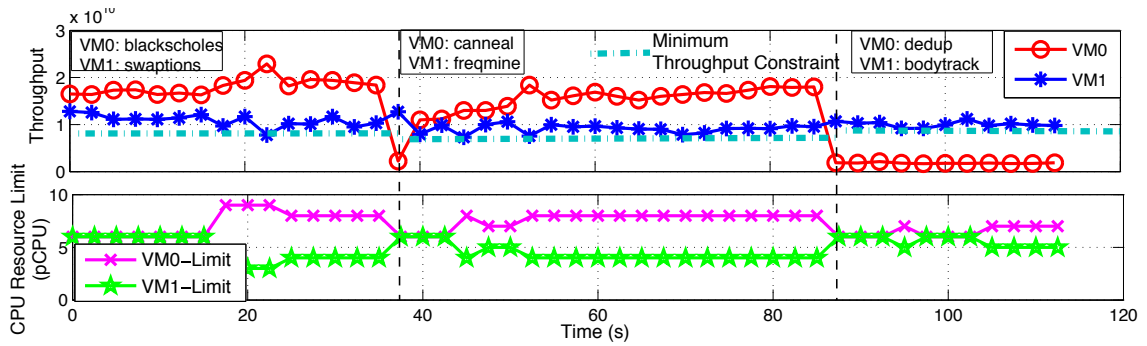 x 10^10
3
2
1
0
Throughput
VM0: blackscholes
VM1: swaptions
VM0: canneal
VM1: freqmine
Minimum
Throughput Constraint
VM0: dedup
VM1: bodytrack
VM0
VM1
10
5
0
CPU Resource Limit
(pCPU)
VM0-Limit
VM1-Limit
0
20
40
60
80
100
120
Time (s)